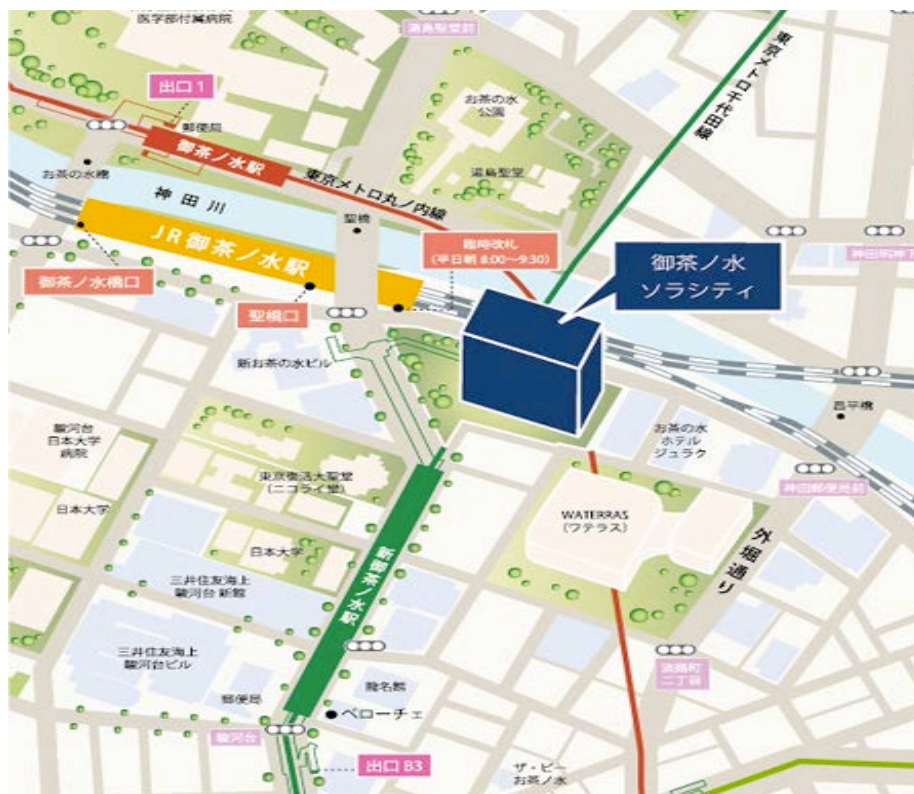 医学部付属病院
湯島聖堂前
出口 1
郵便局
御茶ノ水駅
お茶の水橋
東京メトロ丸ノ内線
お茶の水
公園
湯島聖堂
東京メトロ千代田線
神田川
聖橋
JR御茶ノ水駅
臨時改札
(平日朝 8:00〜9:30)
御茶ノ水
ソラシティ
御茶ノ水橋口
聖橋口
新お茶の水ビル
昌平橋
お茶の水
ホテル
ジュラク
神田郵便局前
駿河台
日本大学
病院
東京復活大聖堂
(ニコライ堂)
日本大学
WATERRAS
(ワテラス)
外堀通り
日本大学
新御茶ノ水駅
三井住友海上
駿河台 新館
三井住友海上
駿河台ビル
淡路町
二丁目
郵便局
龍名館
ベローチェ
駿河台
出口 B3
ザ・ビー
お茶の水